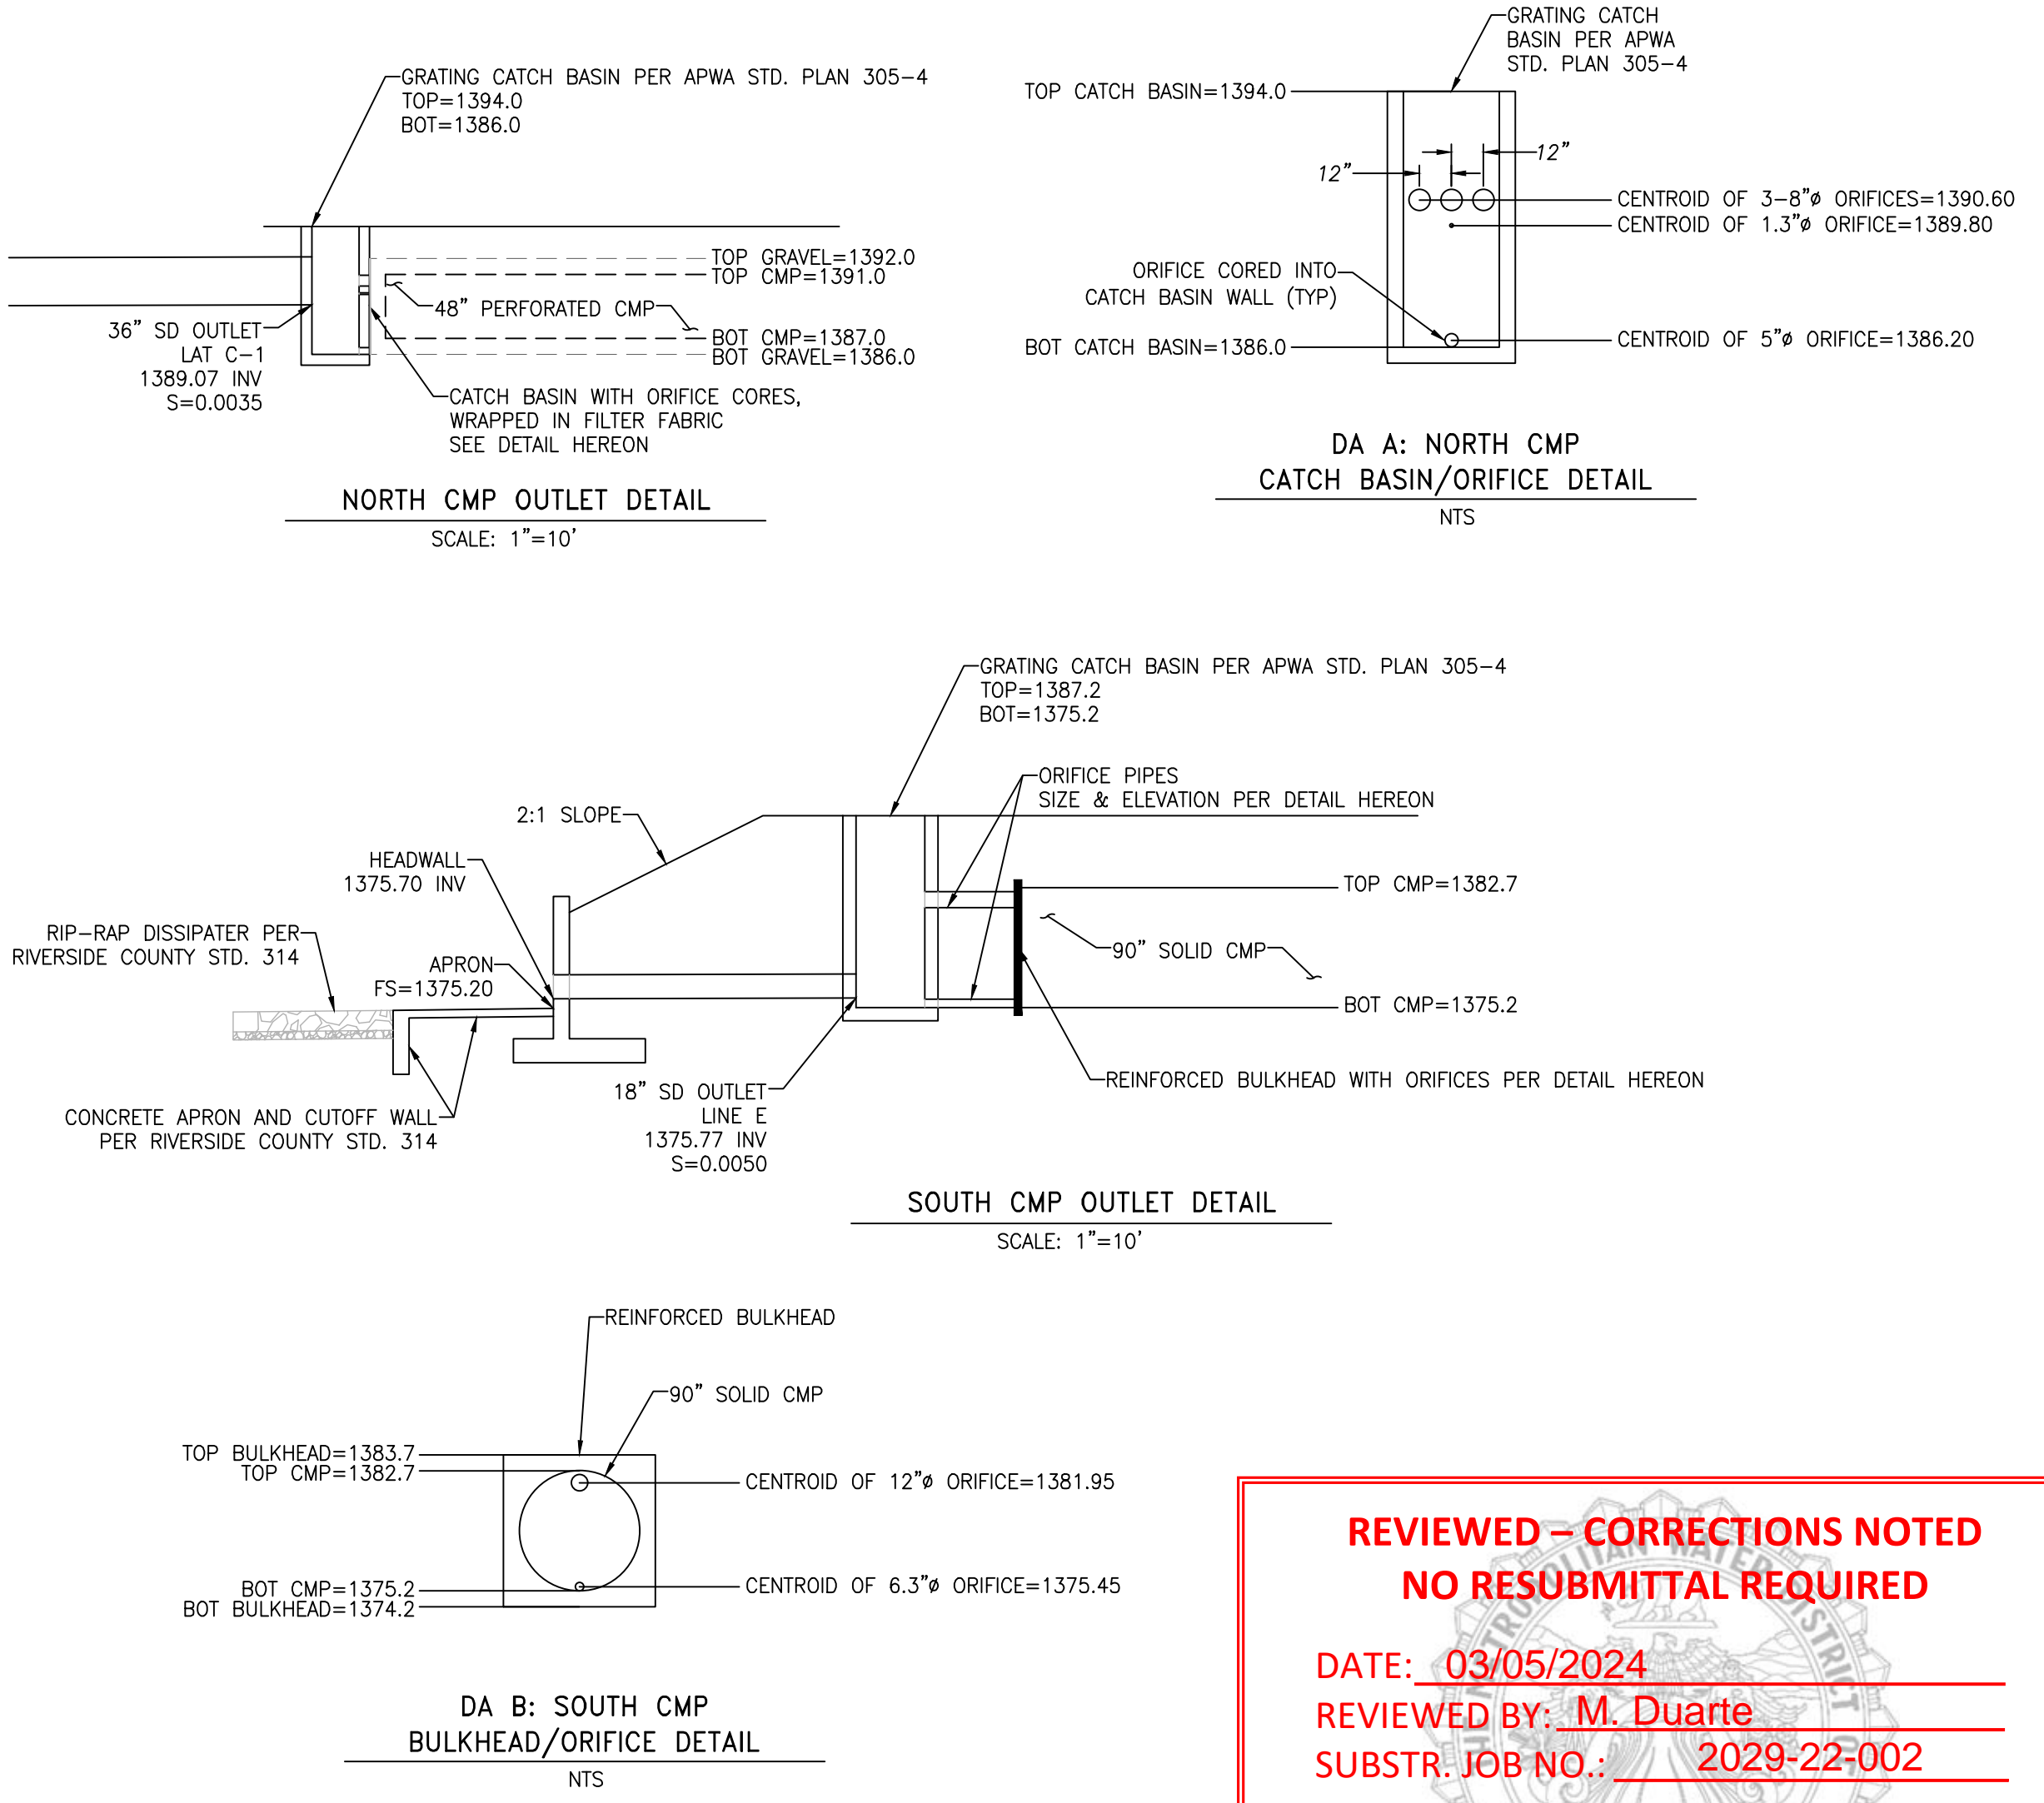 GRATING CATCH BASIN PER APWA STD. PLAN 305-4
TOP=1394.0
BOT=1386.0
TOP GRAVEL=1392.0
TOP CMP=1391.0
48" PERFORATED CMP
BOT CMP=1387.0
BOT GRAVEL=1386.0
36" SD OUTLET
LAT C-1
1389.07 INV
S=0.0035
CATCH BASIN WITH ORIFICE CORES,
WRAPPED IN FILTER FABRIC
SEE DETAIL HEREON
NORTH CMP OUTLET DETAIL
SCALE: 1"=10'
GRATING CATCH
BASIN PER APWA
STD. PLAN 305-4
TOP CATCH BASIN=1394.0
12"
12"
CENTROID OF 3-8"ø ORIFICES=1390.60
CENTROID OF 1.3"ø ORIFICE=1389.80
ORIFICE CORED INTO
CATCH BASIN WALL (TYP)
CENTROID OF 5"ø ORIFICE=1386.20
BOT CATCH BASIN=1386.0
DA A: NORTH CMP
CATCH BASIN/ORIFICE DETAIL
NTS
GRATING CATCH BASIN PER APWA STD. PLAN 305-4
TOP=1387.2
BOT=1375.2
ORIFICE PIPES
SIZE & ELEVATION PER DETAIL HEREON
2:1 SLOPE
HEADWALL
1375.70 INV
TOP CMP=1382.7
RIP-RAP DISSIPATER PER
RIVERSIDE COUNTY STD. 314
APRON
FS=1375.20
90" SOLID CMP
BOT CMP=1375.2
REINFORCED BULKHEAD WITH ORIFICES PER DETAIL HEREON
18" SD OUTLET
LINE E
1375.77 INV
S=0.0050
CONCRETE APRON AND CUTOFF WALL
PER RIVERSIDE COUNTY STD. 314
SOUTH CMP OUTLET DETAIL
SCALE: 1"=10'
REINFORCED BULKHEAD
90" SOLID CMP
TOP BULKHEAD=1383.7
TOP CMP=1382.7
CENTROID OF 12"ø ORIFICE=1381.95
BOT CMP=1375.2
BOT BULKHEAD=1374.2
CENTROID OF 6.3"ø ORIFICE=1375.45
DA B: SOUTH CMP
BULKHEAD/ORIFICE DETAIL
NTS
REVIEWED – CORRECTIONS NOTED
NO RESUBMITTAL REQUIRED
DATE: 03/05/2024
REVIEWED BY: M. Duarte
SUBSTR. JOB NO.: 2029-22-002
THE METROPOLITAN WATER DISTRICT OF